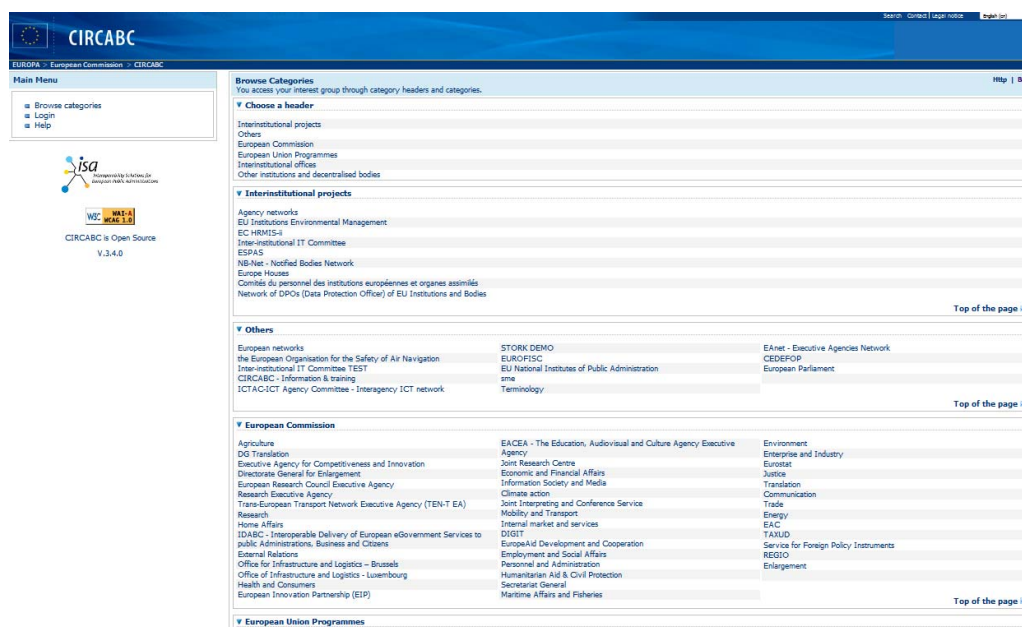 Search Contact | Legal notice English (en)
CIRCABC
EUROPA > European Commission > CIRCABC
Main Menu
Browse categories
Login
Help
isa
Interoperability Solutions for
European Public Administrations
W3C WAI-A
WCAG 1.0
CIRCABC is Open Source
V.3.4.0
Browse Categories
Http | B
You access your interest group through category headers and categories.
Choose a header
Interinstitutional projects
Others
European Commission
European Union Programmes
Interinstitutional offices
Other institutions and decentralised bodies
Interinstitutional projects
Agency networks
EU Institutions Environmental Management
EC HRMIS-ii
Inter-institutional IT Committee
ESPAS
NB-Net - Notified Bodies Network
Europe Houses
Comités du personnel des institutions européennes et organes assimilés
Network of DPOs (Data Protection Officer) of EU Institutions and Bodies
Top of the page
Others
European networks
the European Organisation for the Safety of Air Navigation
Inter-institutional IT Committee TEST
CIRCABC - Information & training
ICTAC-ICT Agency Committee - Interagency ICT network
STORK DEMO
EUROFISC
EU National Institutes of Public Administration
sme
Terminology
EAnet - Executive Agencies Network
CEDEFOP
European Parliament
Top of the page
European Commission
Agriculture
DG Translation
Executive Agency for Competitiveness and Innovation
Directorate General for Enlargement
European Research Council Executive Agency
Research Executive Agency
Trans-European Transport Network Executive Agency (TEN-T EA)
Research
Home Affairs
IDABC - Interoperable Delivery of European eGovernment Services to
public Administrations, Business and Citizens
External Relations
Office for Infrastructure and Logistics – Brussels
Office of Infrastructure and Logistics - Luxembourg
Health and Consumers
European Innovation Partnership (EIP)
EACEA - The Education, Audiovisual and Culture Agency Executive
Agency
Joint Research Centre
Economic and Financial Affairs
Information Society and Media
Climate action
Joint Interpreting and Conference Service
Mobility and Transport
Internal market and services
DIGIT
EuropeAid Development and Cooperation
Employment and Social Affairs
Personnel and Administration
Humanitarian Aid & Civil Protection
Secretariat General
Maritime Affairs and Fisheries
Environment
Enterprise and Industry
Eurostat
Justice
Translation
Communication
Trade
Energy
EAC
TAXUD
Service for Foreign Policy Instruments
REGIO
Enlargement
Top of the page
European Union Programmes